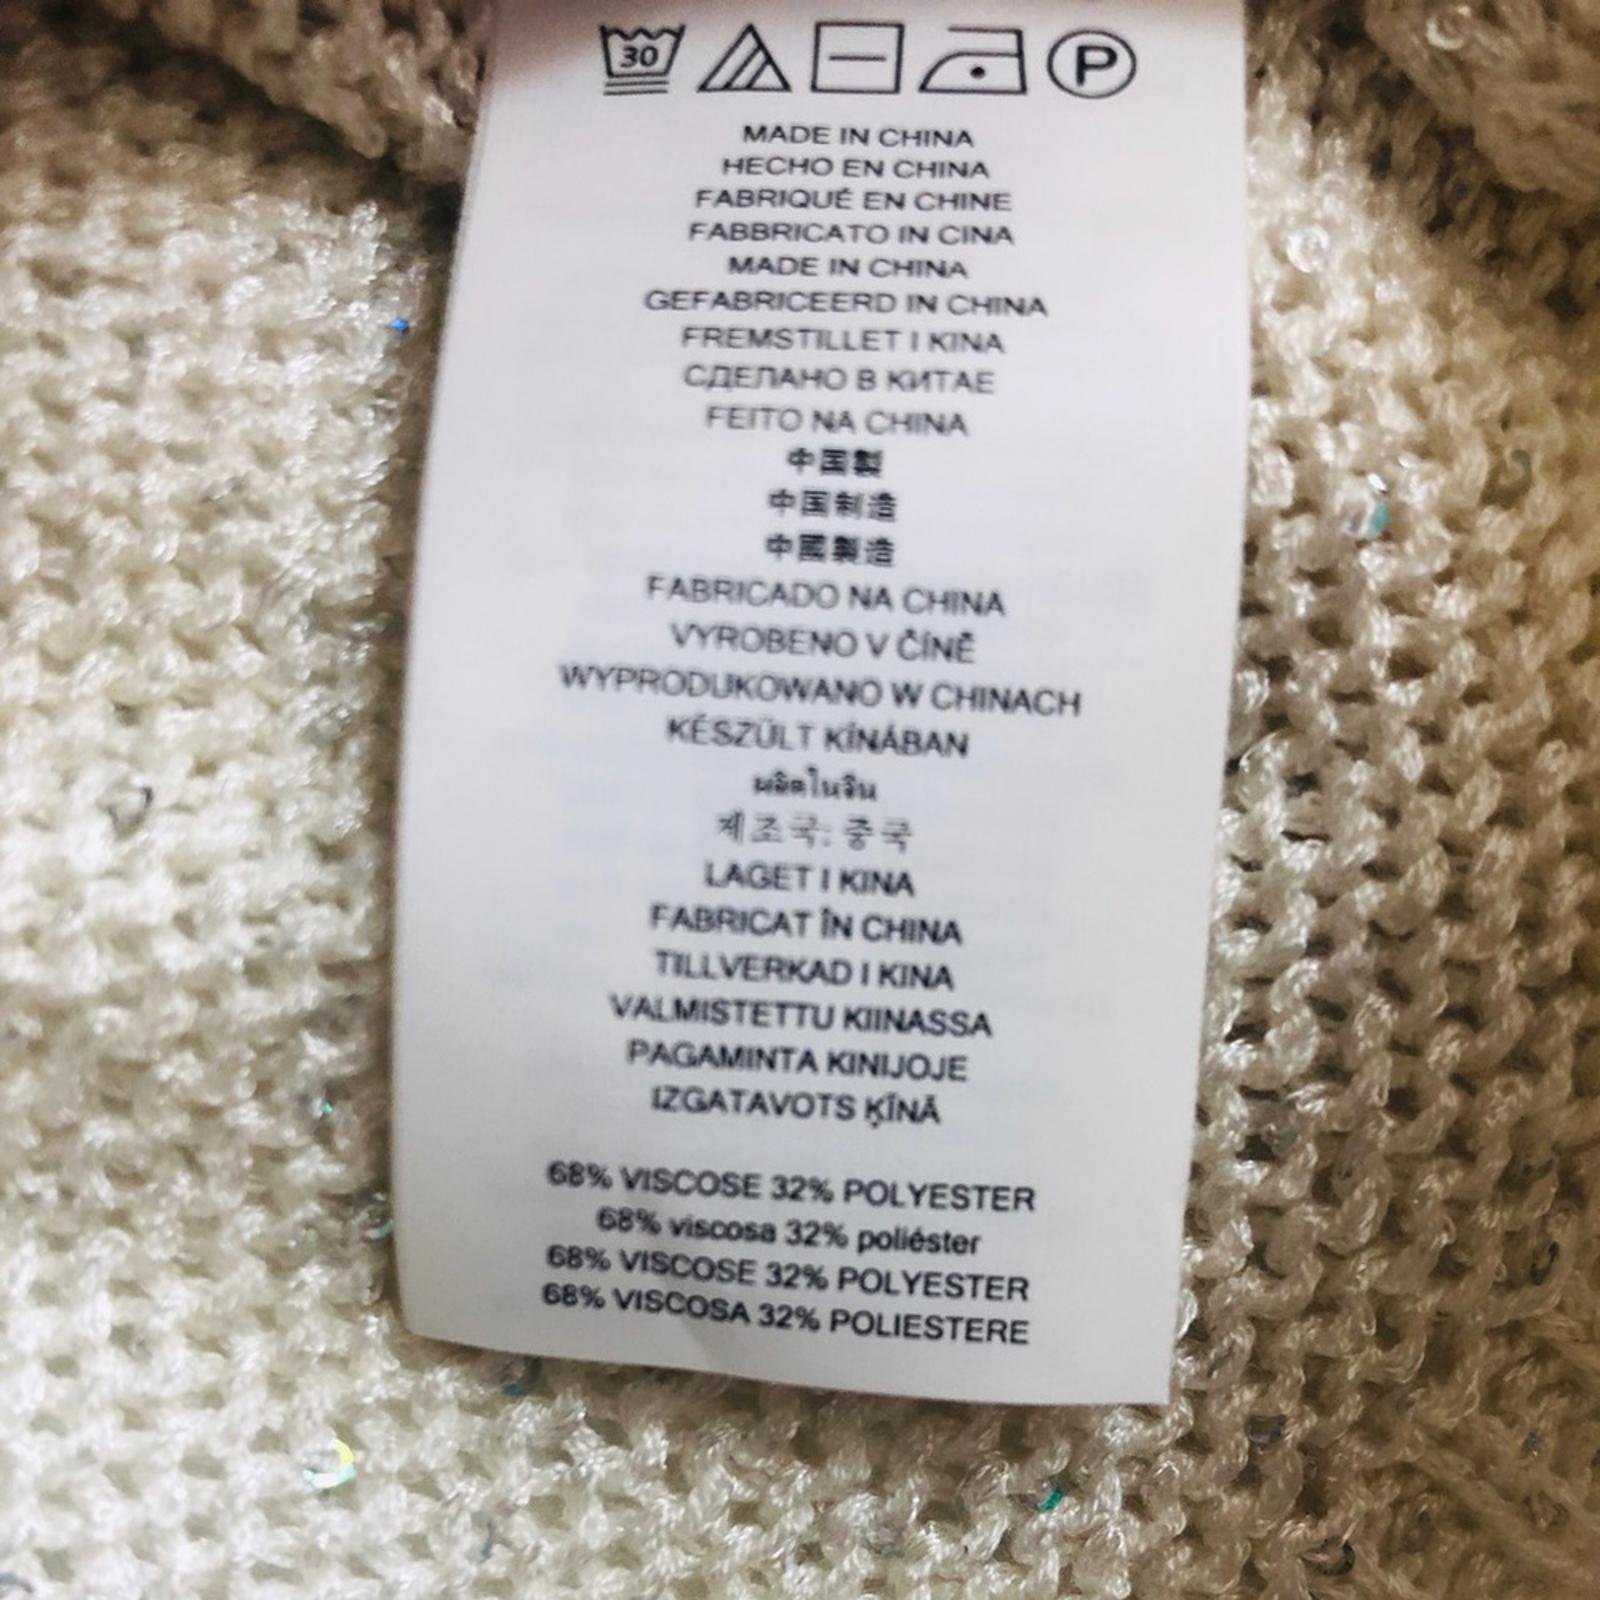 30 P
MADE IN CHINA
HECHO EN CHINA
FABRIQUÉ EN CHINE
FABBRICATO IN CINA
MADE IN CHINA
GEFABRICEERD IN CHINA
FREMSTILLET I KINA
СДЕЛАНО В КИТАЕ
FEITO NA CHINA
中国製
中国制造
中國製造
FABRICADO NA CHINA
VYROBENO V ČÍNĚ
WYPRODUKOWANO W CHINACH
KÉSZÜLT KÍNÁBAN
ผลิตในจีน
제조국: 중국
LAGET I KINA
FABRICAT ÎN CHINA
TILLVERKAD I KINA
VALMISTETTU KIINASSA
PAGAMINTA KINIJOJE
IZGATAVOTS ĶĪNĀ
68% VISCOSE 32% POLYESTER
68% viscosa 32% poliéster
68% VISCOSE 32% POLYESTER
68% VISCOSA 32% POLIESTERE